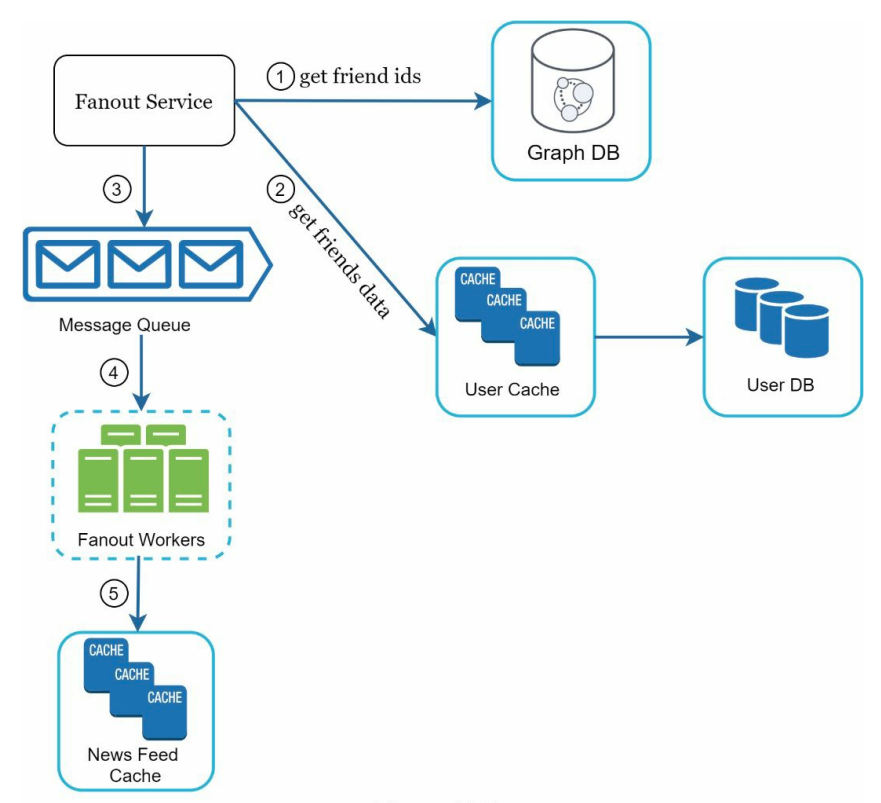 Fanout Service
① get friend ids
Graph DB
②
get friends data
③
Message Queue
CACHE
CACHE
CACHE
User Cache
User DB
④
Fanout Workers
⑤
CACHE
CACHE
CACHE
News Feed
Cache